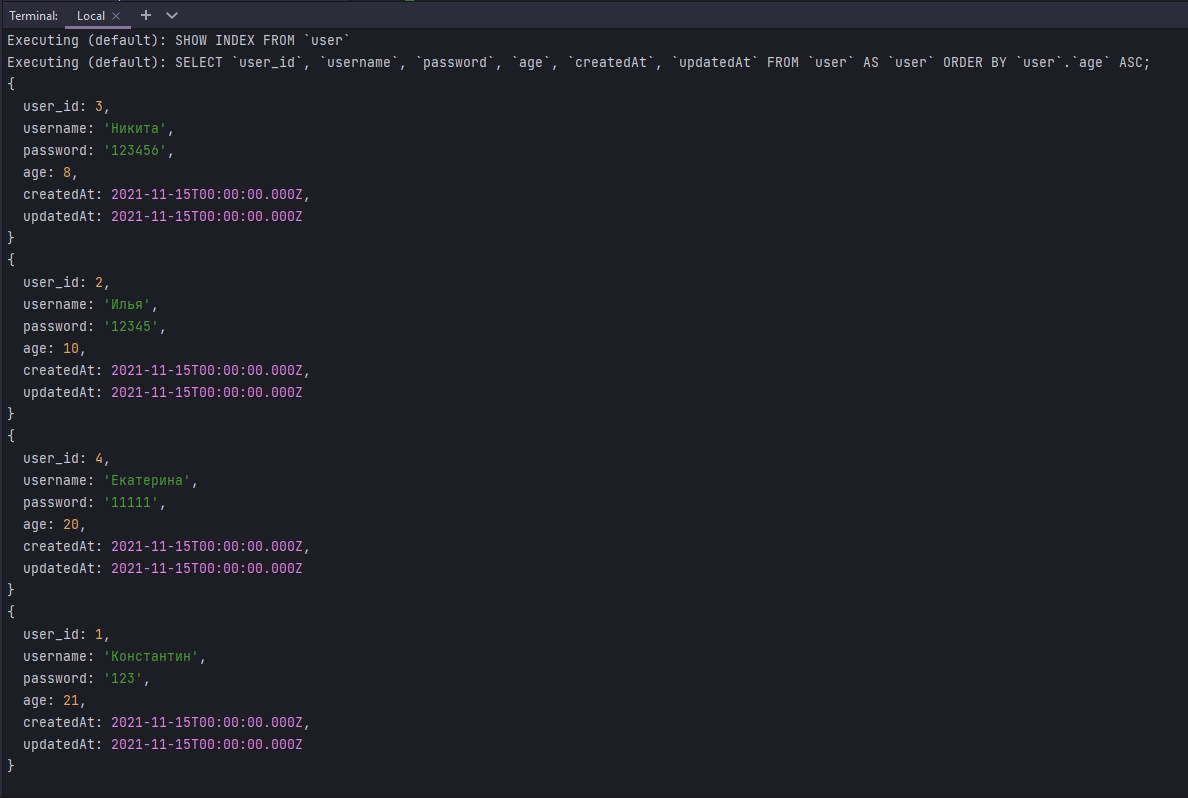 Terminal: Local × + 
Executing (default): SHOW INDEX FROM `user`
Executing (default): SELECT `user_id`, `username`, `password`, `age`, `createdAt`, `updatedAt` FROM `user` AS `user` ORDER BY `user`.`age` ASC;
{
  user_id: 3,
  username: 'Никита',
  password: '123456',
  age: 8,
  createdAt: 2021-11-15T00:00:00.000Z,
  updatedAt: 2021-11-15T00:00:00.000Z
}
{
  user_id: 2,
  username: 'Илья',
  password: '12345',
  age: 10,
  createdAt: 2021-11-15T00:00:00.000Z,
  updatedAt: 2021-11-15T00:00:00.000Z
}
{
  user_id: 4,
  username: 'Екатерина',
  password: '11111',
  age: 20,
  createdAt: 2021-11-15T00:00:00.000Z,
  updatedAt: 2021-11-15T00:00:00.000Z
}
{
  user_id: 1,
  username: 'Константин',
  password: '123',
  age: 21,
  createdAt: 2021-11-15T00:00:00.000Z,
  updatedAt: 2021-11-15T00:00:00.000Z
}